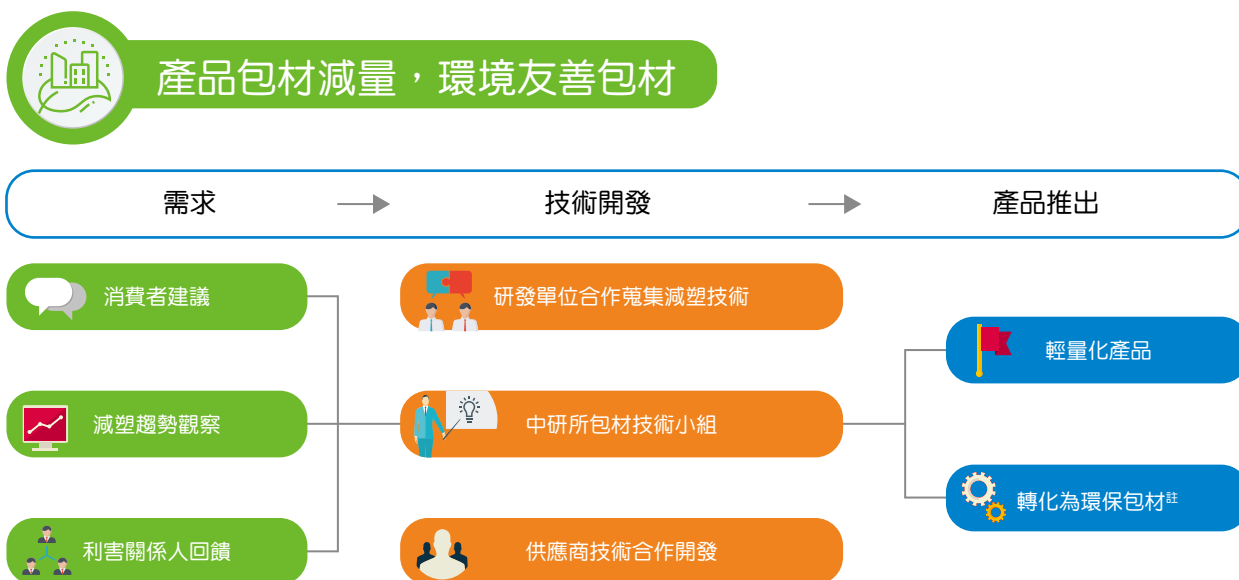 產品包材減量，環境友善包材
需求
技術開發
產品推出
消費者建議
減塑趨勢觀察
利害關係人回饋
研發單位合作蒐集減塑技術
中研所包材技術小組
供應商技術合作開發
輕量化產品
轉化為環保包材註